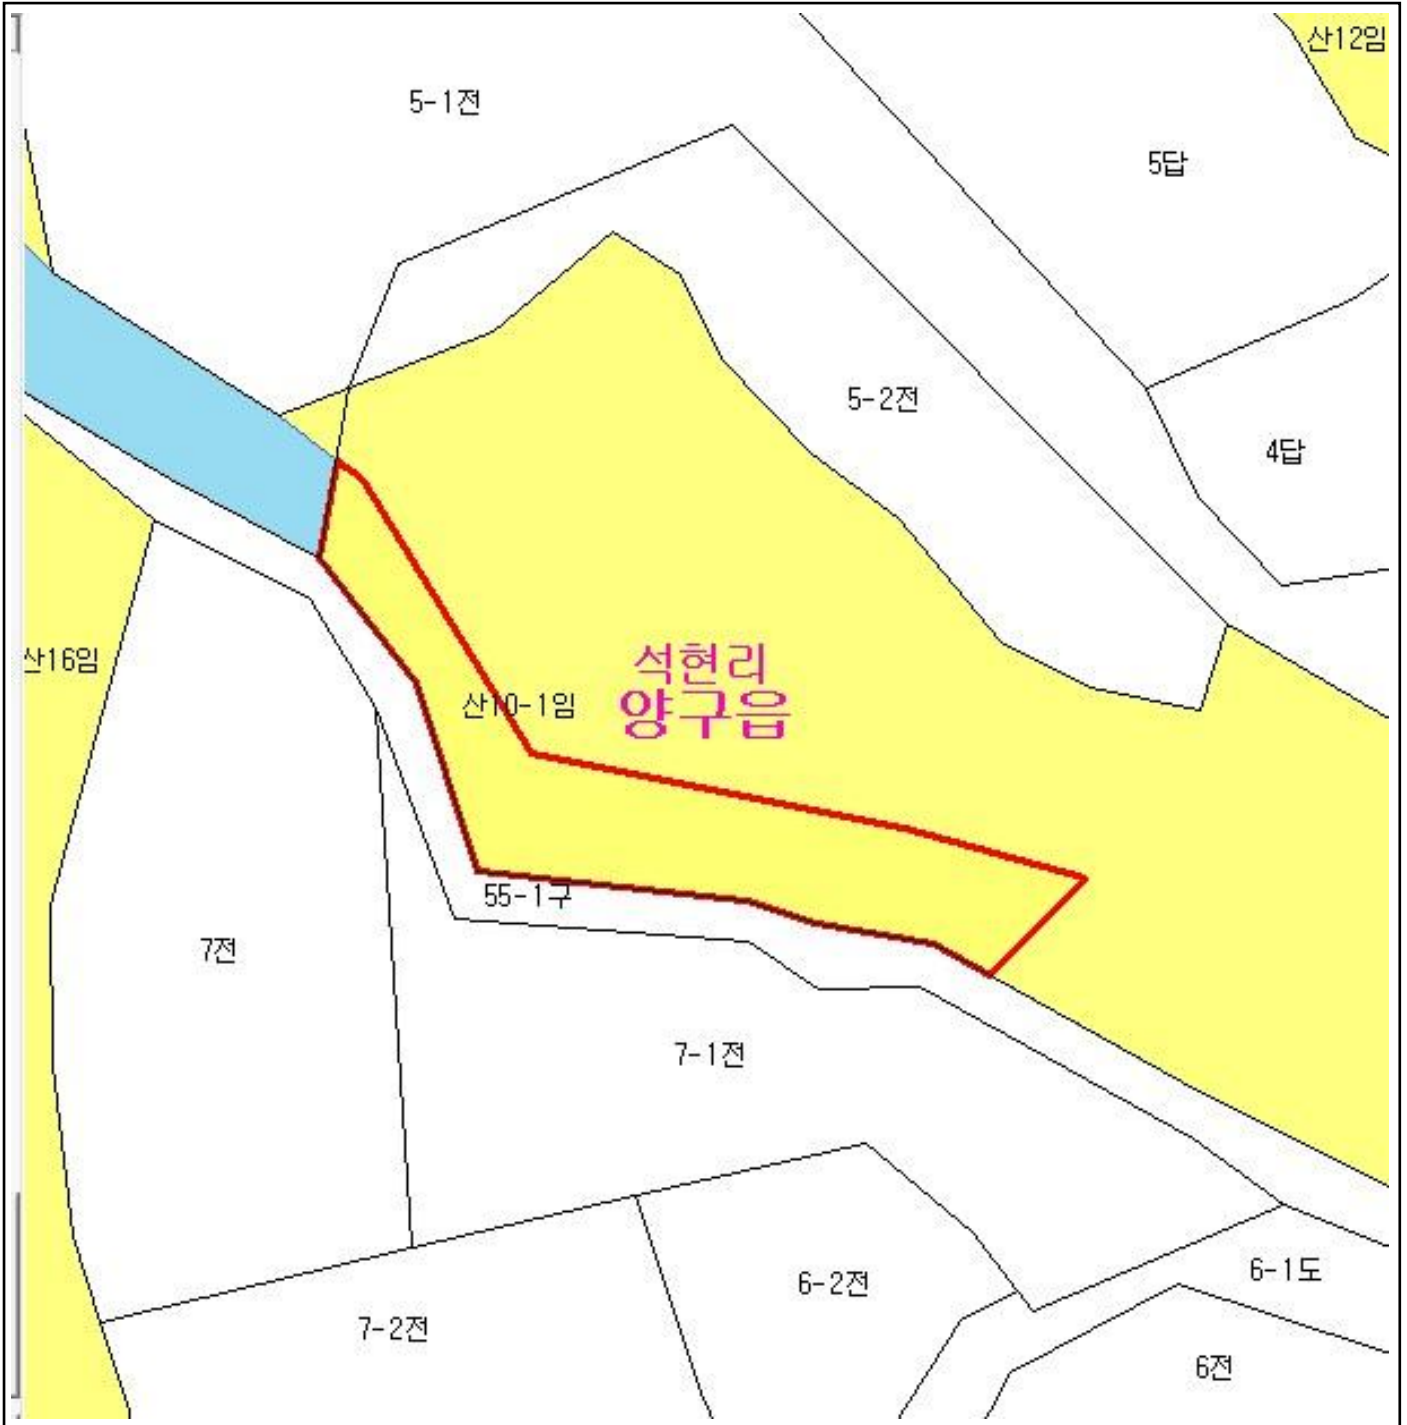 산12임
5-1전
5답
5-2전
4답
산16임
석현리
양구읍
산10-1임
55-1구
7전
7-1전
6-1도
6-2전
7-2전
6전